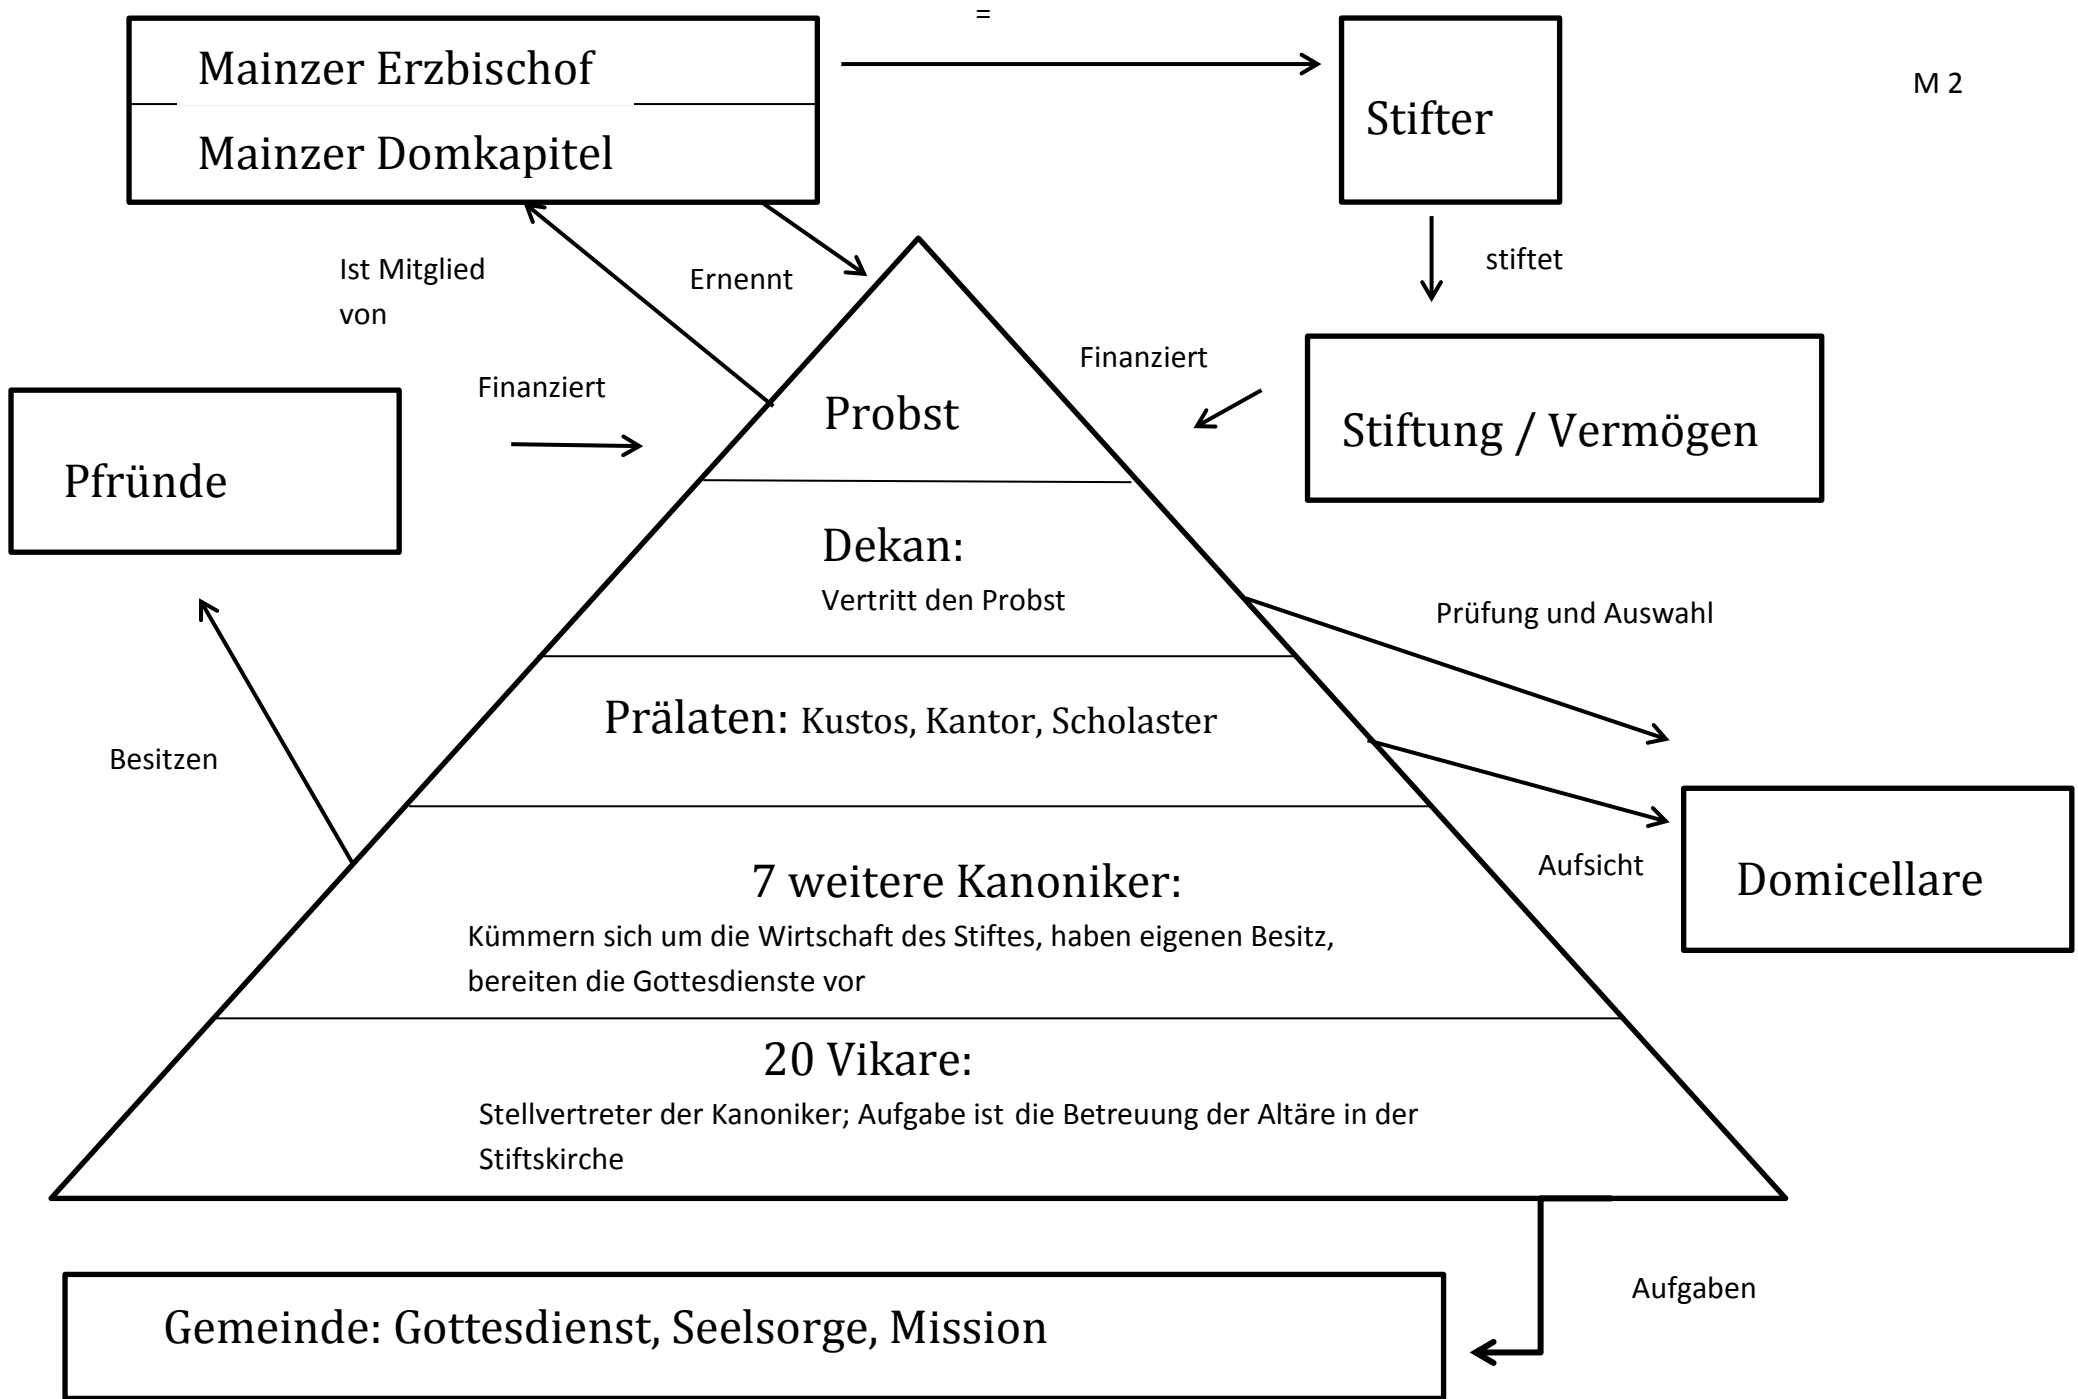 =
Mainzer Erzbischof
Mainzer Domkapitel
Stifter
M 2
Ist Mitglied
von
Ernennt
stiftet
Finanziert
Finanziert
Pfründe
Probst
Stiftung / Vermögen
Dekan:
Vertritt den Probst
Prüfung und Auswahl
Prälaten: Kustos, Kantor, Scholaster
Besitzen
Aufsicht
Domicellare
7 weitere Kanoniker:
Kümmern sich um die Wirtschaft des Stiftes, haben eigenen Besitz,
bereiten die Gottesdienste vor
20 Vikare:
Stellvertreter der Kanoniker; Aufgabe ist die Betreuung der Altäre in der
Stiftskirche
Aufgaben
Gemeinde: Gottesdienst, Seelsorge, Mission